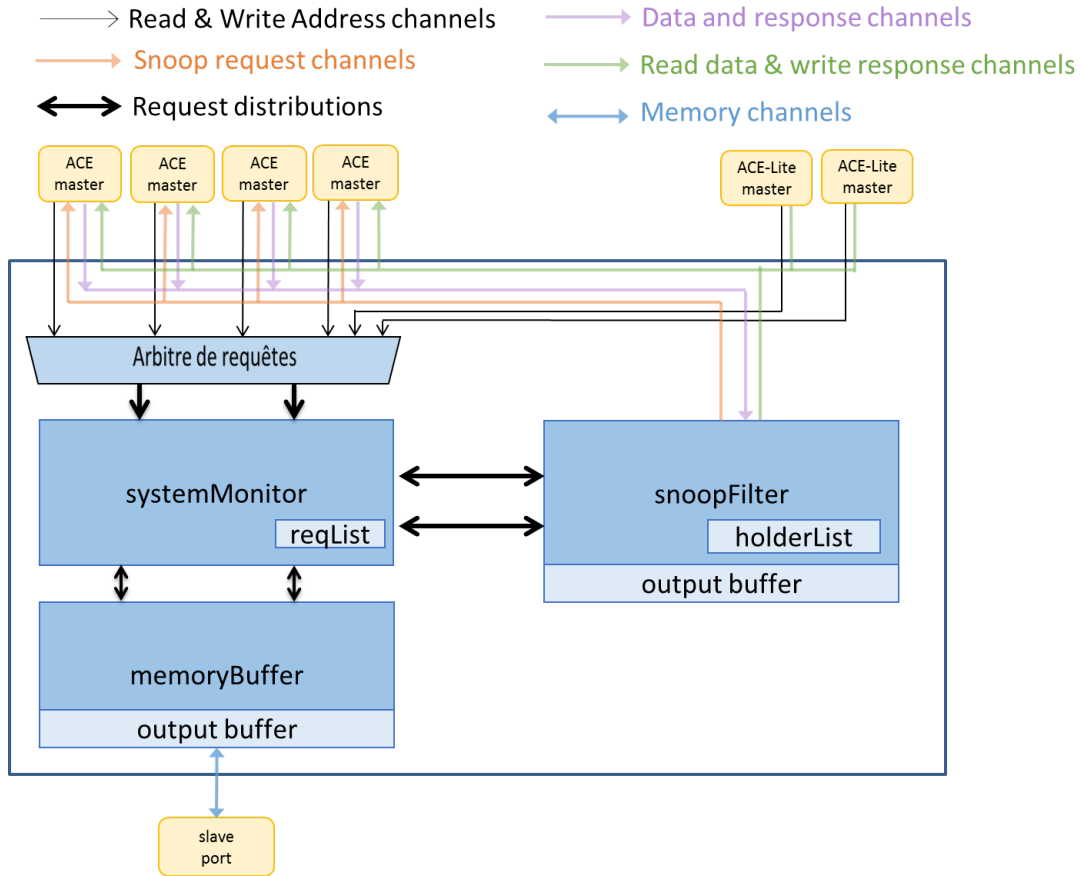 Read & Write Address channels
Data and response channels
Snoop request channels
Read data & write response channels
Request distributions
Memory channels
ACE
master
ACE
master
ACE
master
ACE
master
ACE-Lite
master
ACE-Lite
master
Arbitre de requêtes
systemMonitor
reqList
snoopFilter
holderList
output buffer
memoryBuffer
output buffer
slave
port